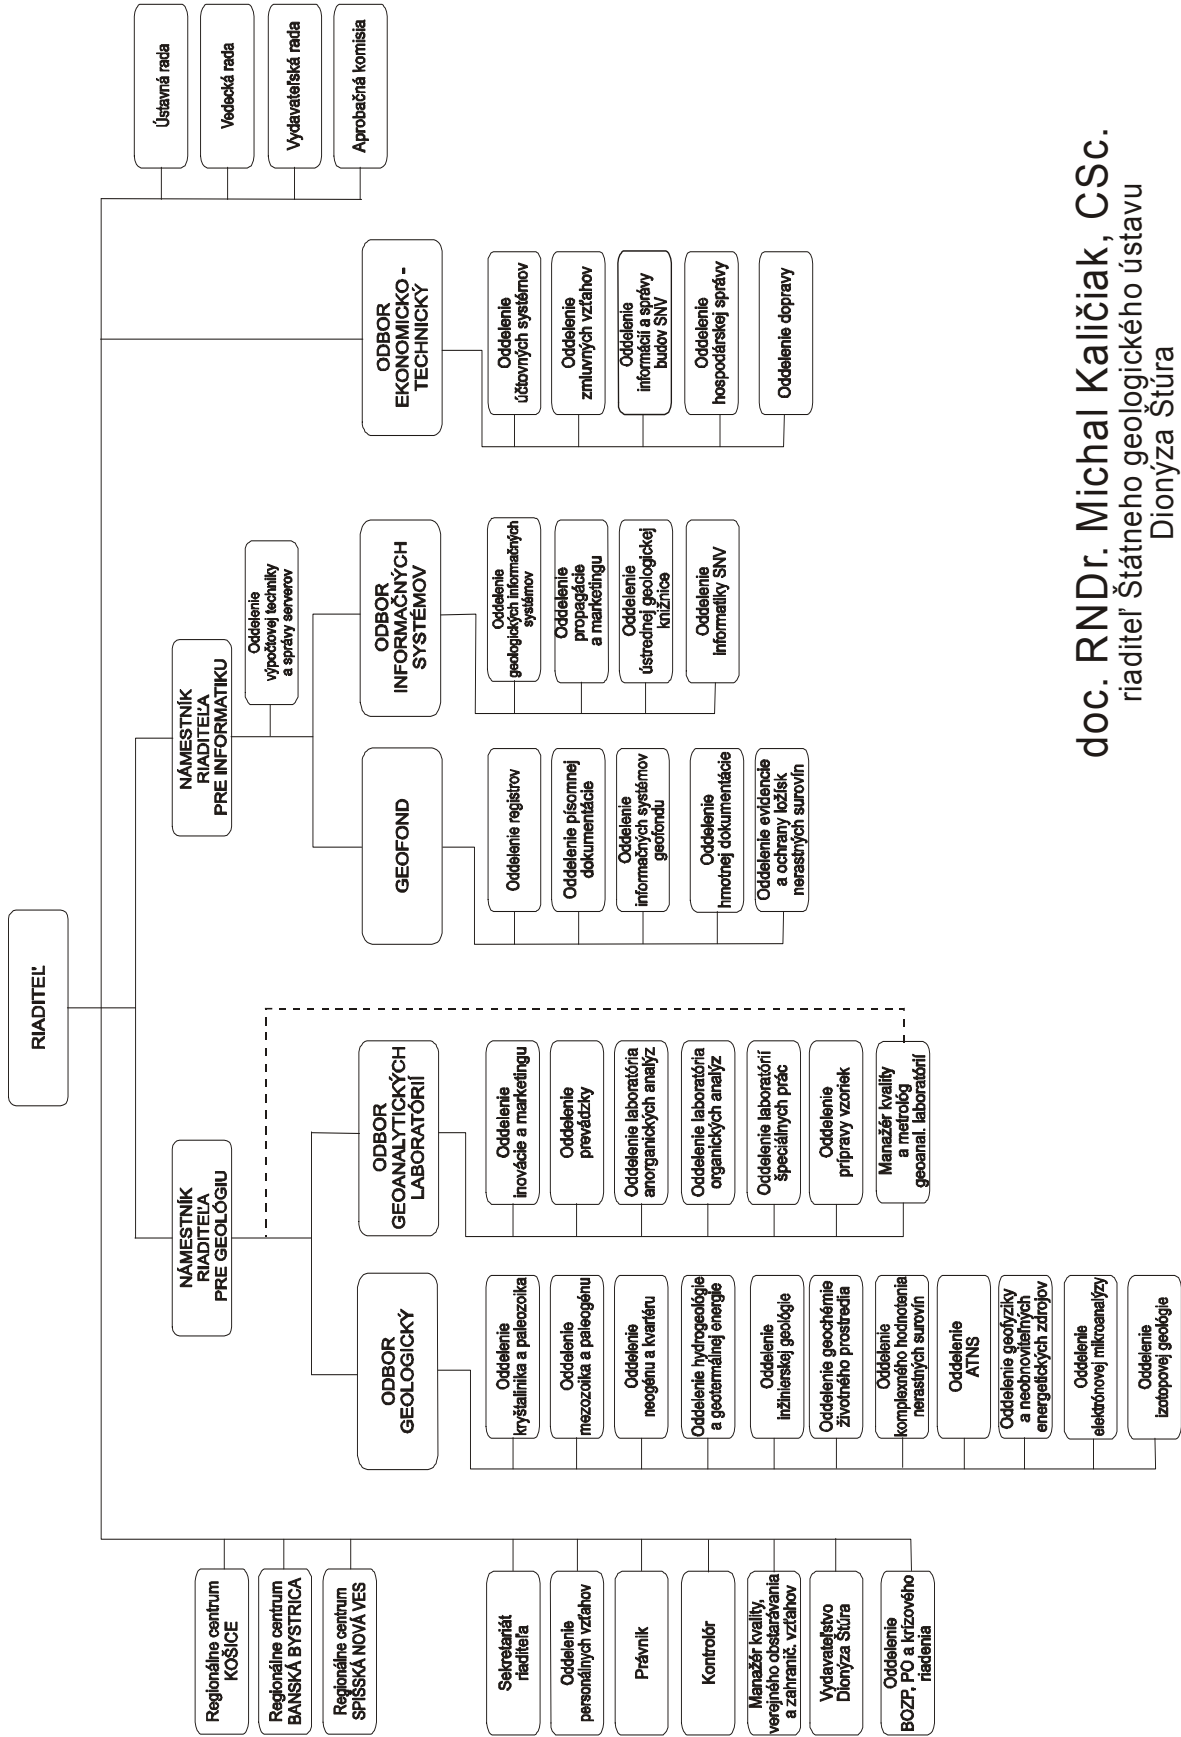 RIADITEĽ
NÁMESTNÍK
RIADITEĽA
PRE GEOLÓGIU
NÁMESTNÍK
RIADITEĽA
PRE INFORMATIKU
Oddelenie
výpočtovej techniky
a správy serverov
Regionálne centrum
KOŠICE
Regionálne centrum
BANSKÁ BYSTRICA
Regionálne centrum
SPIŠSKÁ NOVÁ VES
Sekretariát
riaditeľa
Oddelenie
personálnych vzťahov
Právnik
Kontrolór
Manažér kvality,
verejného obstarávania
a zahranič. vzťahov
Vydavateľstvo
Dionýza Štúra
Oddelenie
BOZP, PO a krízového
riadenia
ODBOR
GEOLOGICKÝ
Oddelenie
kryštalinika a paleozoika
Oddelenie
mezozoika a paleogénu
Oddelenie
neogénu a kvartéru
Oddelenie hydrogeológie
a geotermálnej energie
Oddelenie
inžinierskej geológie
Oddelenie geochémie
životného prostredia
Oddelenie
komplexného hodnotenia
nerastných surovín
Oddelenie
ATNS
Oddelenie geofyziky
a neobnoviteľných
energetických zdrojov
Oddelenie
elektrónovej mikroanalýzy
Oddelenie
izotopovej geológie
ODBOR
GEOANALYTICKÝCH
LABORATÓRIÍ
Oddelenie
inovácie a marketingu
Oddelenie
prevádzky
Oddelenie laboratória
anorganických analýz
Oddelenie laboratória
organických analýz
Oddelenie laboratórií
špeciálnych prác
Oddelenie
prípravy vzoriek
Manažér kvality
a metrológ
geoanal. laboratórií
GEOFOND
Oddelenie registrov
Oddelenie písomnej
dokumentácie
Oddelenie
informačných systémov
geofondu
Oddelenie
hmotnej dokumentácie
Oddelenie evidencie
a ochrany ložísk
nerastných surovín
ODBOR
INFORMAČNÝCH
SYSTÉMOV
Oddelenie
geologických informačných
systémov
Oddelenie
propagácie
a marketingu
Oddelenie
ústrednej geologickej
knižnice
Oddelenie
informatiky SNV
ODBOR
EKONOMICKO -
TECHNICKÝ
Oddelenie
účtovných systémov
Oddelenie
zmluvných vzťahov
Oddelenie
informácií a správy
budov SNV
Oddelenie
hospodárskej správy
Oddelenie dopravy
Ústavná rada
Vedecká rada
Vydavateľská rada
Aprobačná komisia
doc. RNDr. Michal Kaličiak, CSc.
riaditeľ Štátneho geologického ústavu
Dionýza Štúra